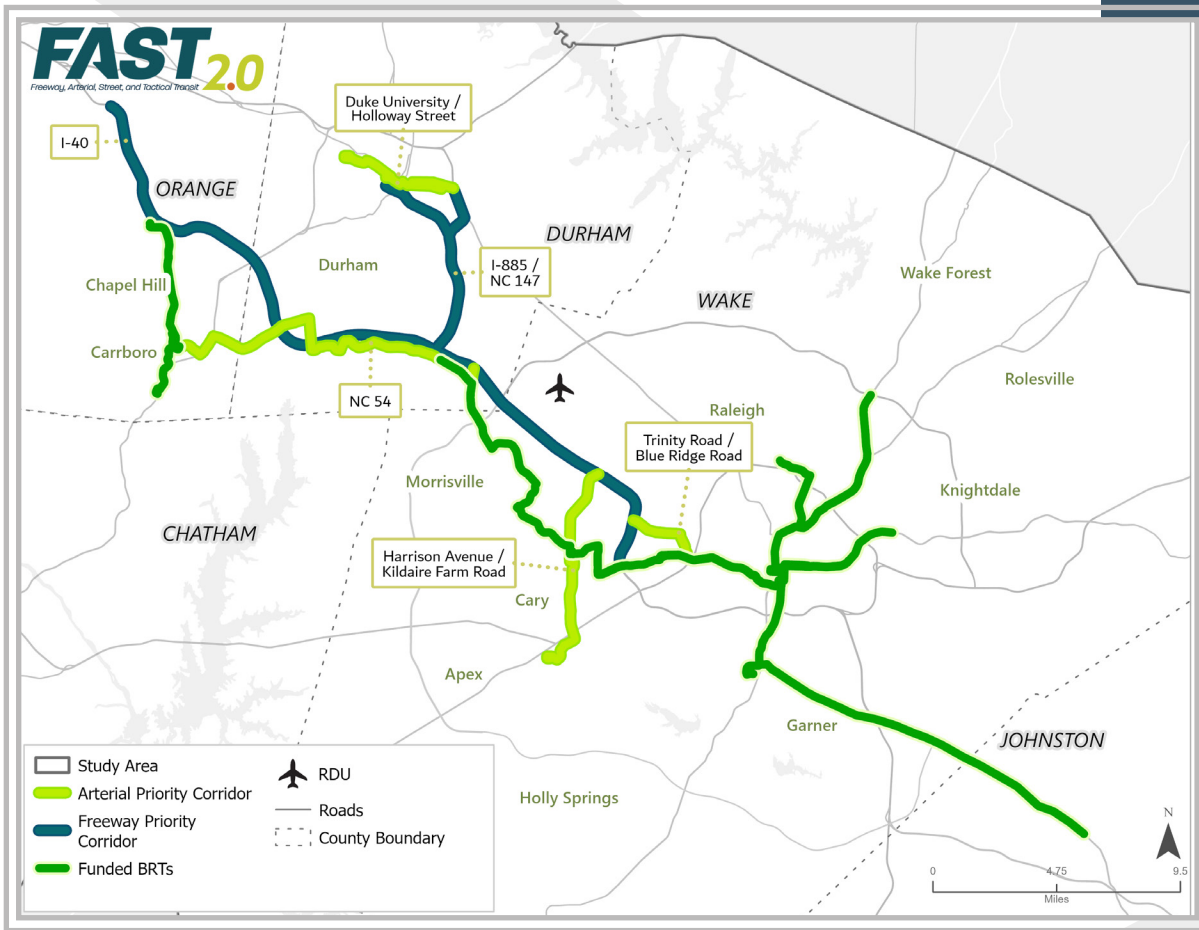 FAST 2.0
Freeway, Arterial, Street, and Tactical Transit
Duke University /
Holloway Street
I-40
ORANGE
DURHAM
Durham
I-885 /
NC 147
Chapel Hill
Wake Forest
WAKE
Carrboro
Rolesville
NC 54
Raleigh
Trinity Road /
Blue Ridge Road
Morrisville
Knightdale
CHATHAM
Harrison Avenue /
Kildaire Farm Road
Cary
Apex
Garner
JOHNSTON
Holly Springs
Study Area
Arterial Priority Corridor
Freeway Priority
Corridor
Funded BRTs
RDU
Roads
County Boundary
N
0 4.75 9.5
Miles